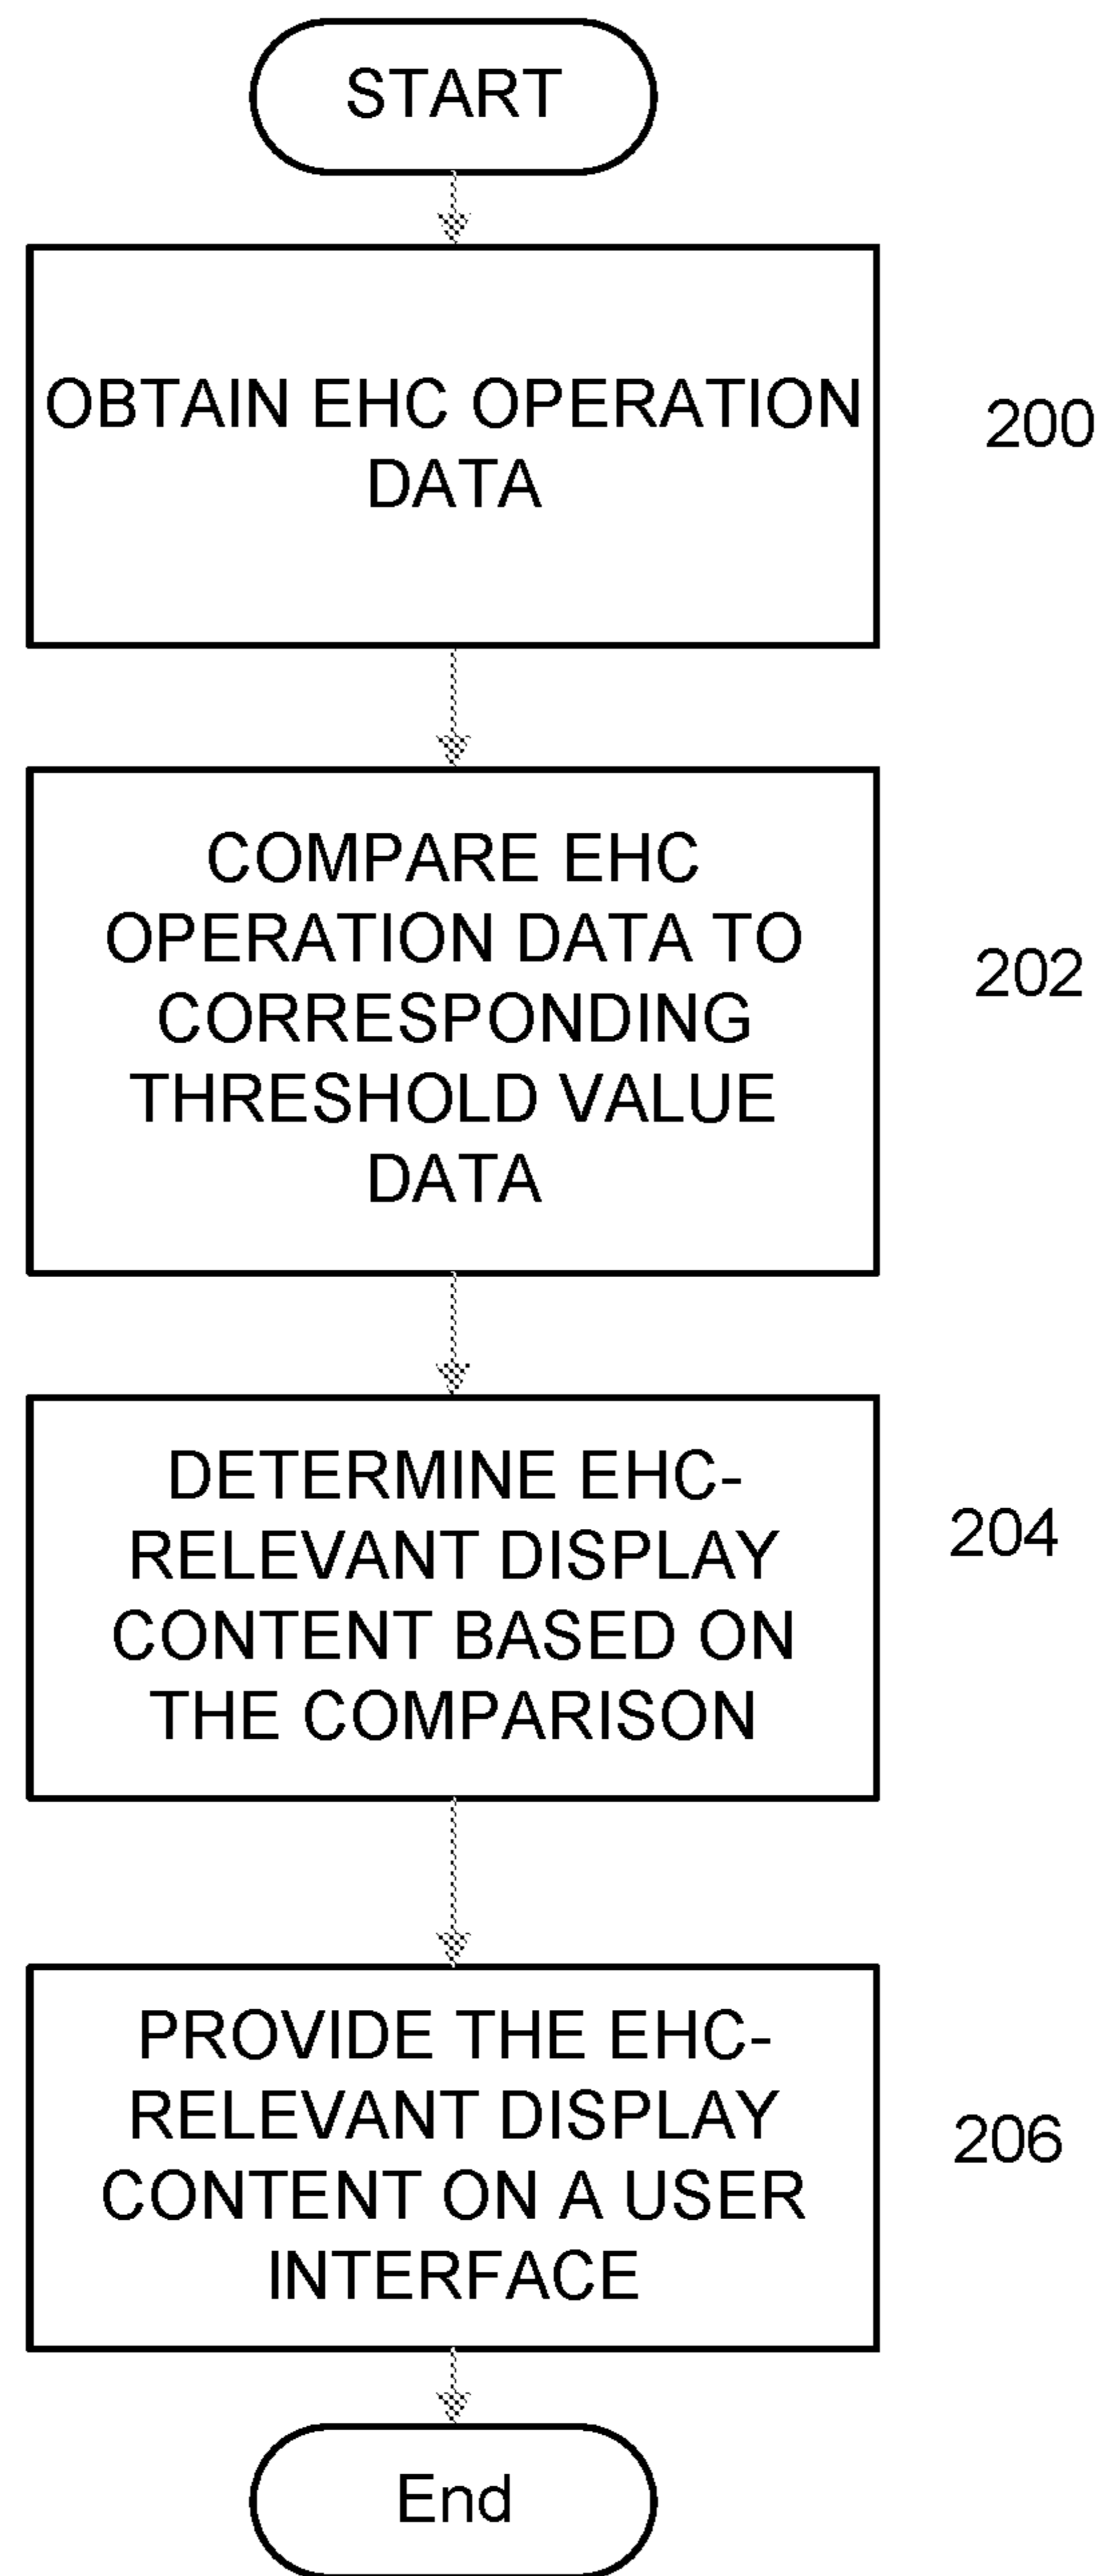 START
OBTAIN EHC OPERATION
DATA
200
COMPARE EHC
OPERATION DATA TO
CORRESPONDING
THRESHOLD VALUE
DATA
202
DETERMINE EHC-
RELEVANT DISPLAY
CONTENT BASED ON
THE COMPARISON
204
PROVIDE THE EHC-
RELEVANT DISPLAY
CONTENT ON A USER
INTERFACE
206
End